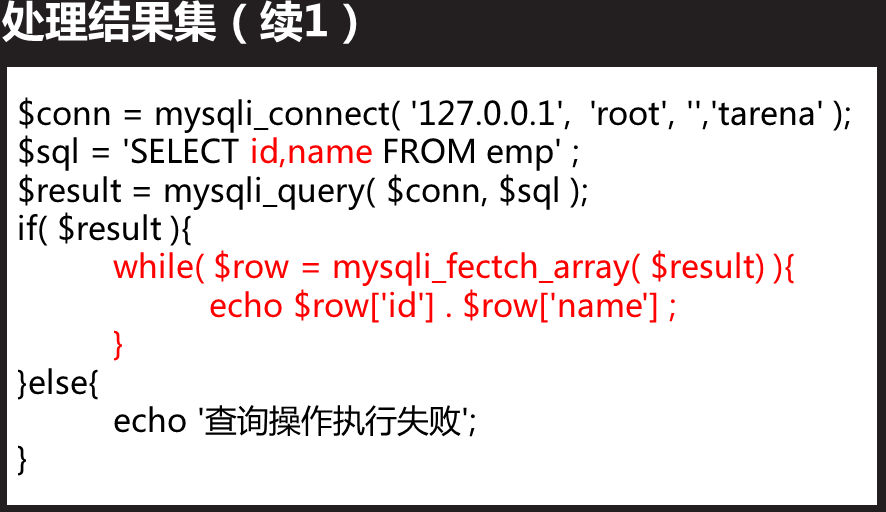 处理结果集（续1）
$conn = mysqli_connect( '127.0.0.1',  'root', '','tarena' );
$sql = 'SELECT id,name FROM emp' ;
$result = mysqli_query( $conn, $sql );
if( $result ){
while( $row = mysqli_fectch_array( $result) ){
echo $row['id'] . $row['name'] ;
}
}else{
echo '查询操作执行失败';
}